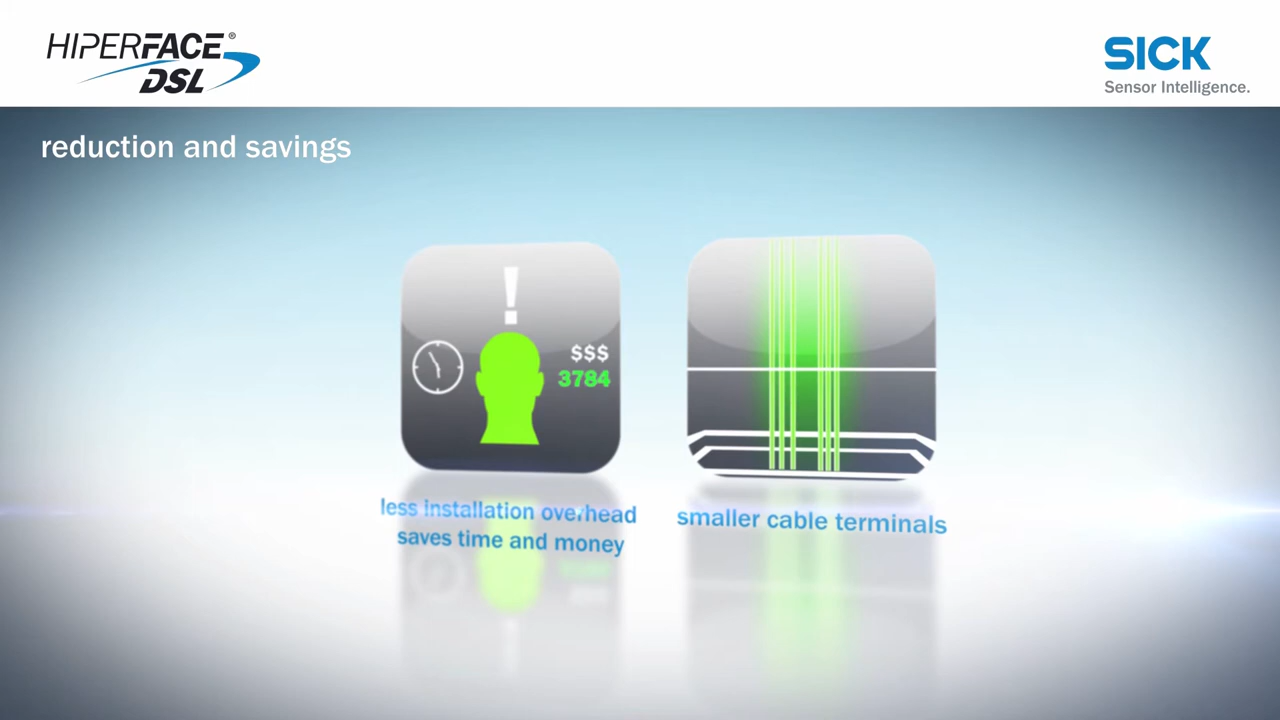 HIPERFACE®
DSL
SICK
Sensor Intelligence.
reduction and savings
!
$$$
3784
less installation overhead
saves time and money
smaller cable terminals